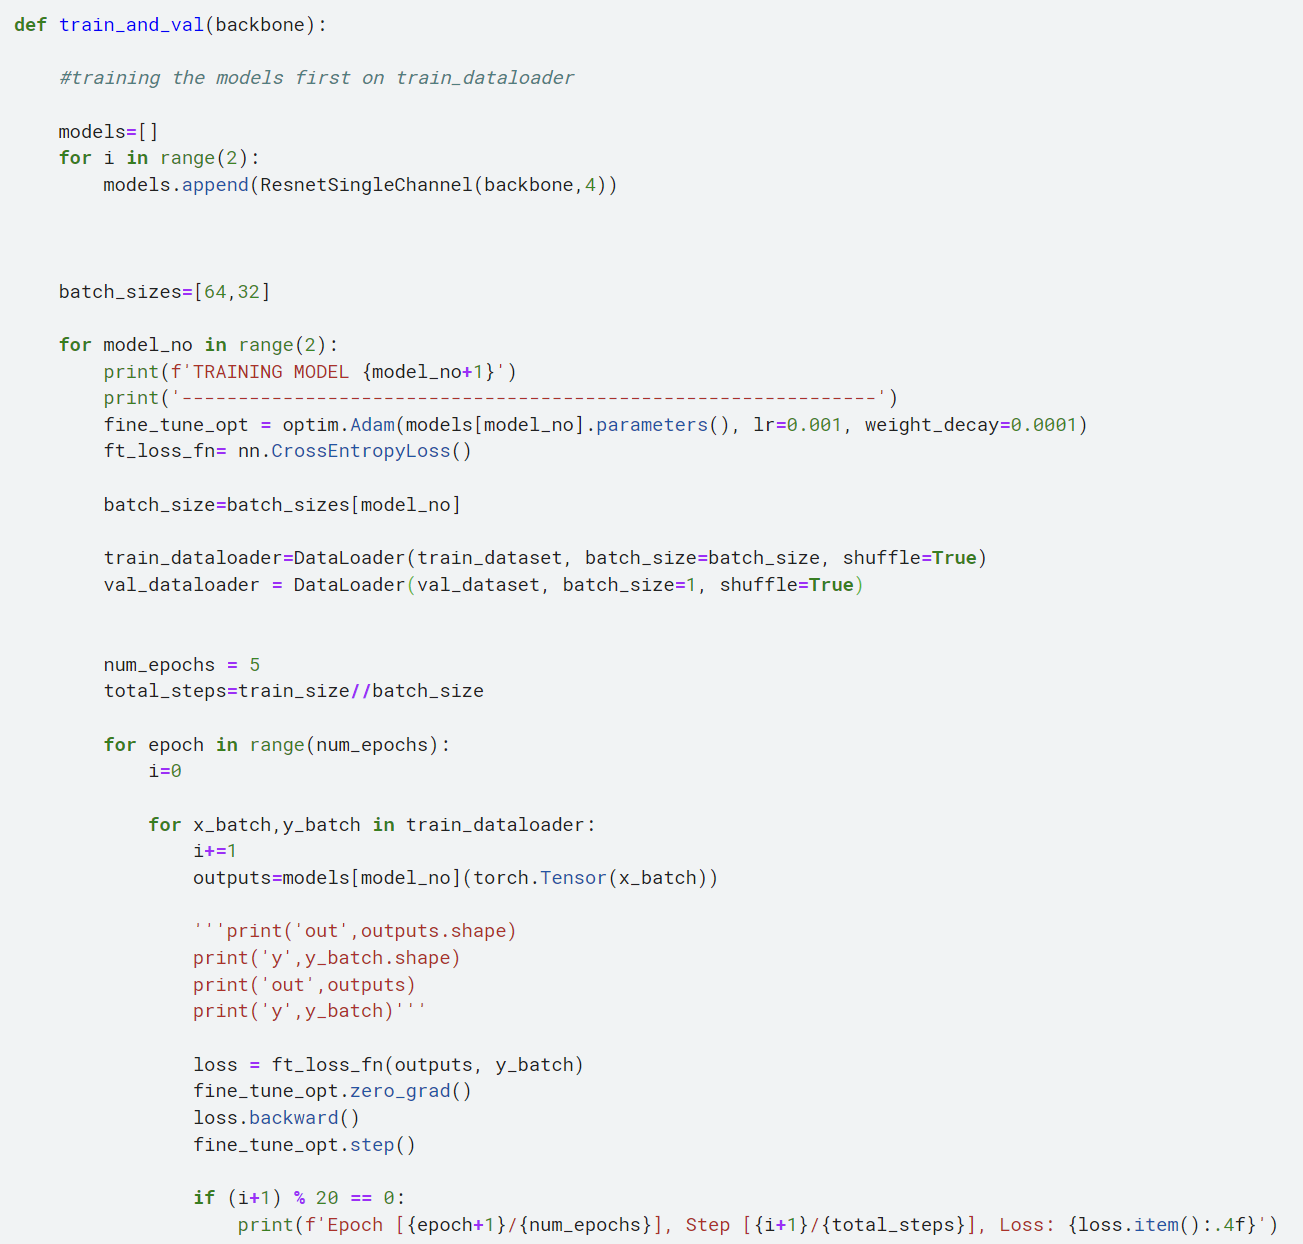 def train_and_val(backbone):
    #training the models first on train_dataloader
    models=[]
    for i in range(2):
        models.append(ResnetSingleChannel(backbone,4))
    batch_sizes=[64,32]
    for model_no in range(2):
        print(f'TRAINING MODEL {model_no+1}')
        print('--------------------------------------------------------------')
        fine_tune_opt = optim.Adam(models[model_no].parameters(), lr=0.001, weight_decay=0.0001)
        ft_loss_fn= nn.CrossEntropyLoss()
        batch_size=batch_sizes[model_no]
        train_dataloader=DataLoader(train_dataset, batch_size=batch_size, shuffle=True)
        val_dataloader = DataLoader(val_dataset, batch_size=1, shuffle=True)
        num_epochs = 5
        total_steps=train_size//batch_size
        for epoch in range(num_epochs):
            i=0
            for x_batch,y_batch in train_dataloader:
                i+=1
                outputs=models[model_no](torch.Tensor(x_batch))
                '''print('out',outputs.shape)
                print('y',y_batch.shape)
                print('out',outputs)
                print('y',y_batch)'''
                loss = ft_loss_fn(outputs, y_batch)
                fine_tune_opt.zero_grad()
                loss.backward()
                fine_tune_opt.step()
                if (i+1) % 20 == 0:
                    print(f'Epoch [{epoch+1}/{num_epochs}], Step [{i+1}/{total_steps}], Loss: {loss.item():.4f}')